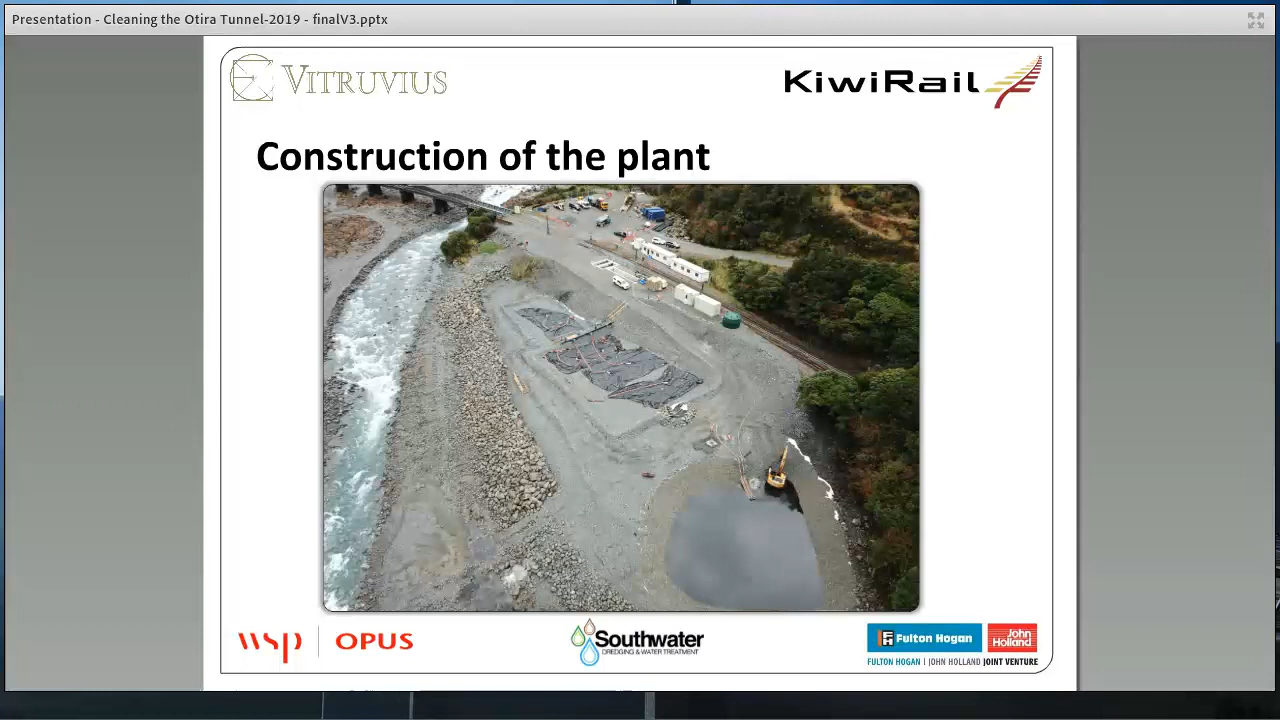 Presentation - Cleaning the Otira Tunnel-2019 - finalV3.pptx
VITRUVIUS
KiwiRail
Construction of the plant
wsp OPUS
Southwater
DREDGING & WATER TREATMENT
Fulton Hogan
John
Holland
FULTON HOGAN | JOHN HOLLAND JOINT VENTURE